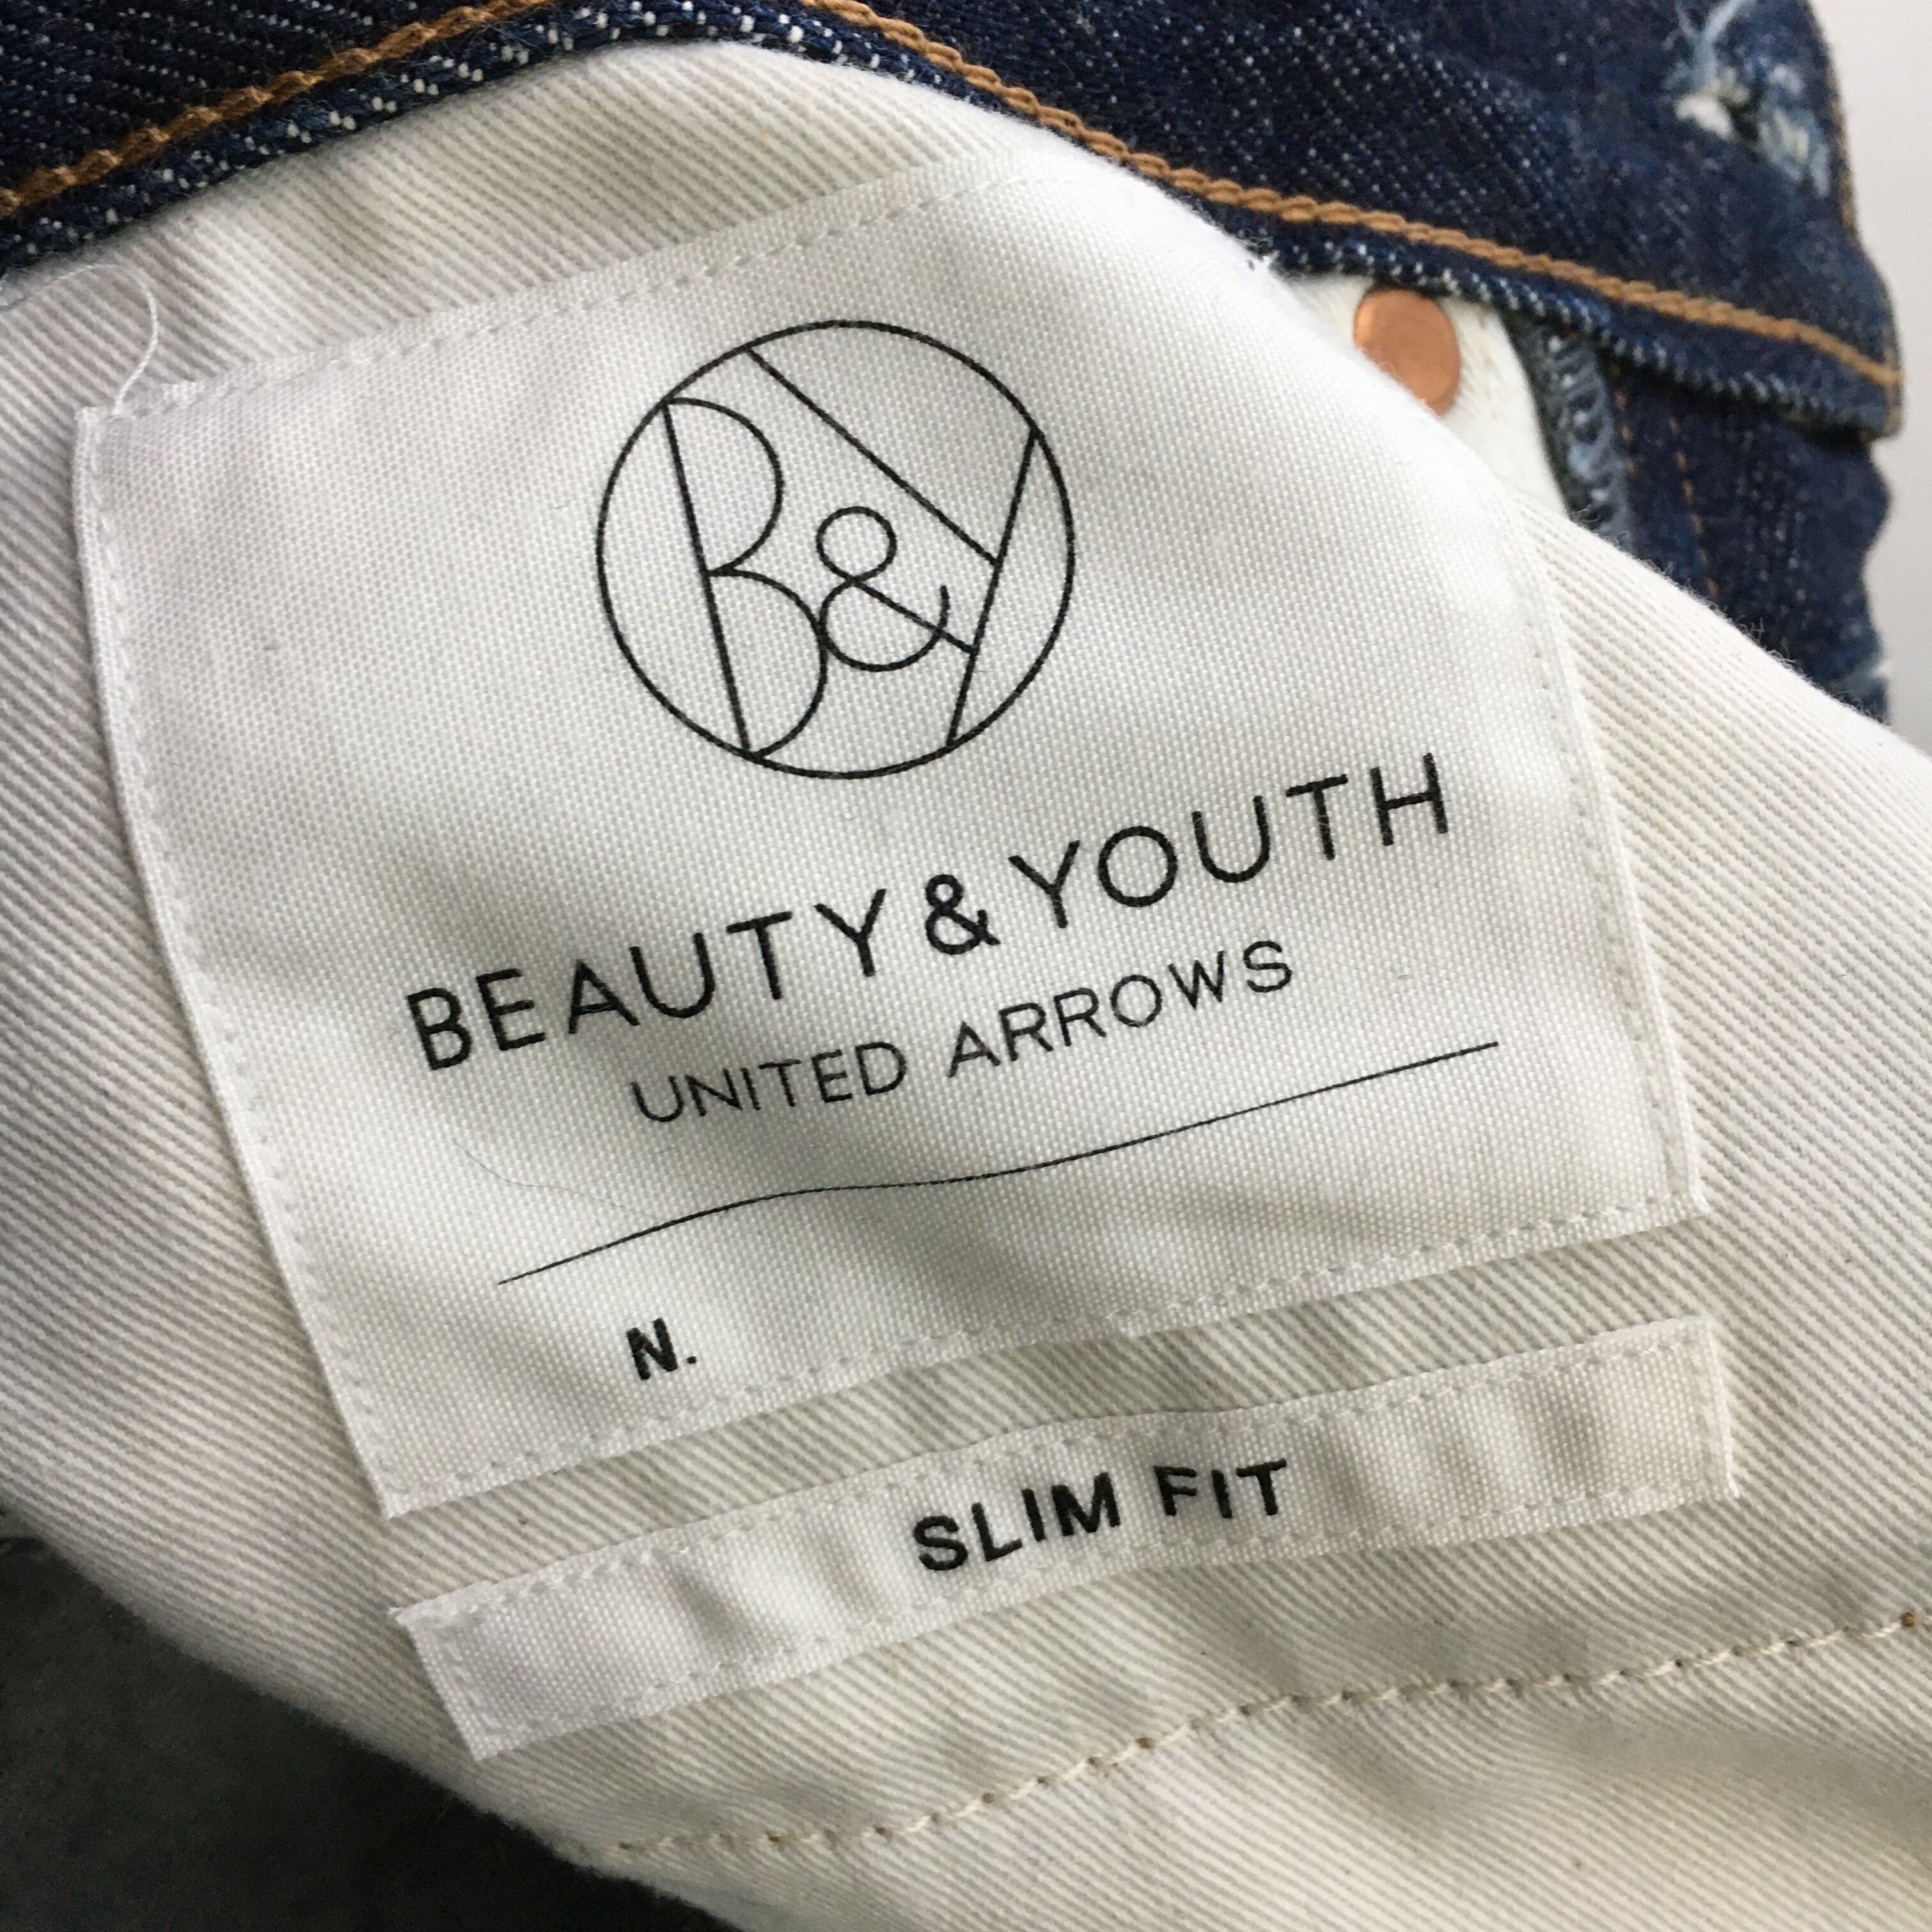 B&Y
BEAUTY & YOUTH
UNITED ARROWS
N.
SLIM FIT